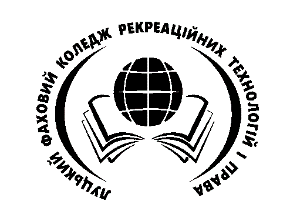 ЛУЦЬКИЙ ФАХОВИЙ КОЛЕДЖ РЕКРЕАЦІЙНИХ ТЕХНОЛОГІЙ І ПРАВА